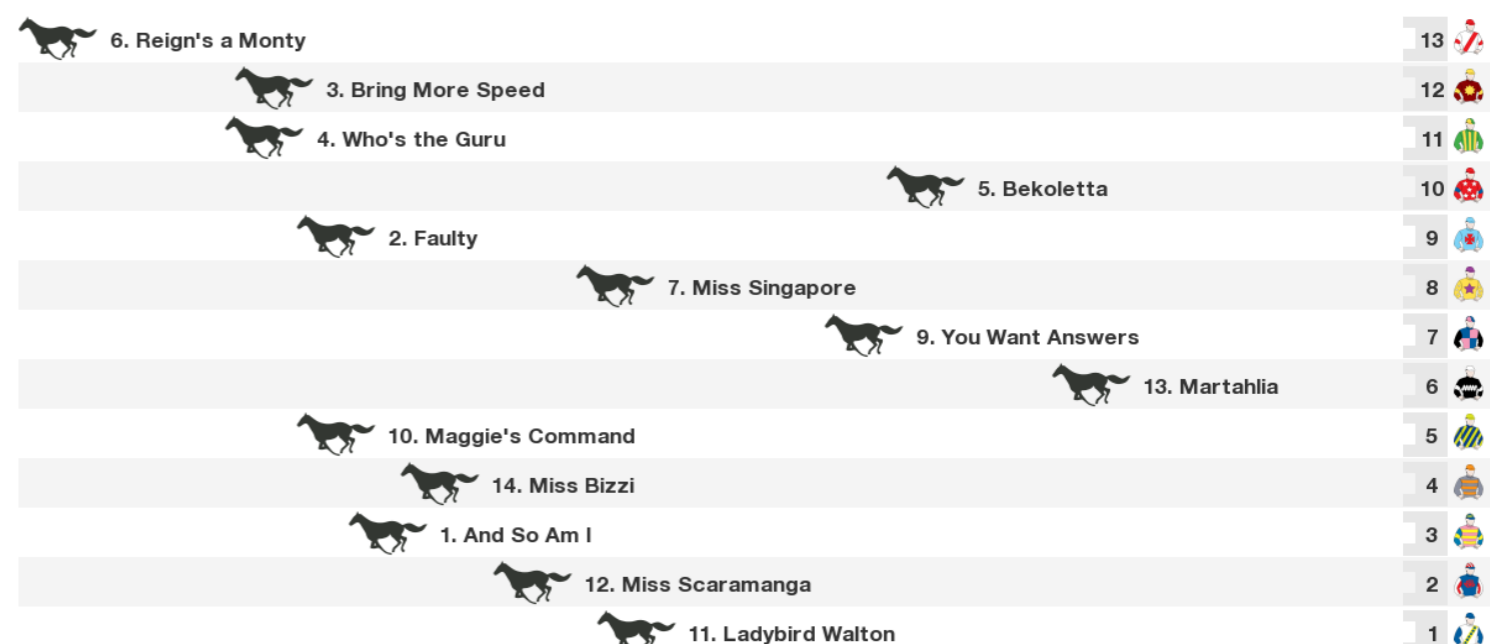 6. Reign's a Monty 13
3. Bring More Speed 12
4. Who's the Guru 11
5. Bekoletta 10
2. Faulty 9
7. Miss Singapore 8
9. You Want Answers 7
13. Martahlia 6
10. Maggie's Command 5
14. Miss Bizzi 4
1. And So Am I 3
12. Miss Scaramanga 2
11. Ladybird Walton 1